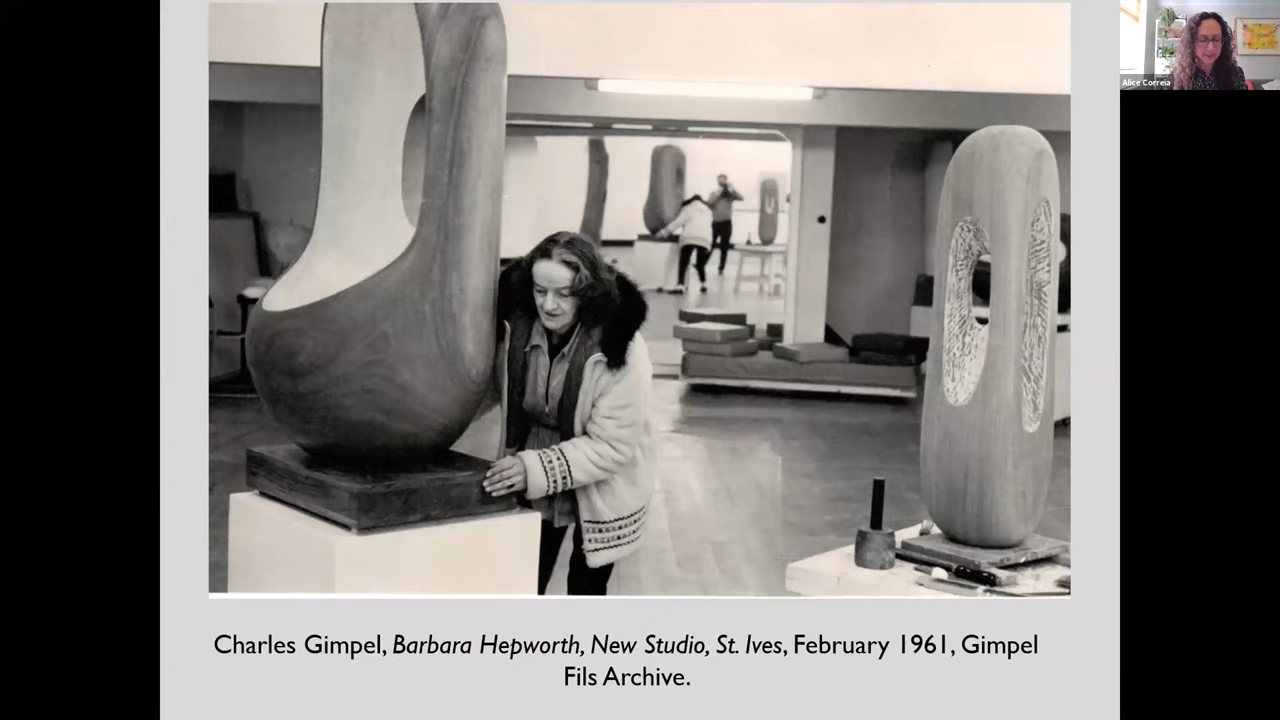 Alice Correia
Charles Gimpel, Barbara Hepworth, New Studio, St. Ives, February 1961, Gimpel
Fils Archive.